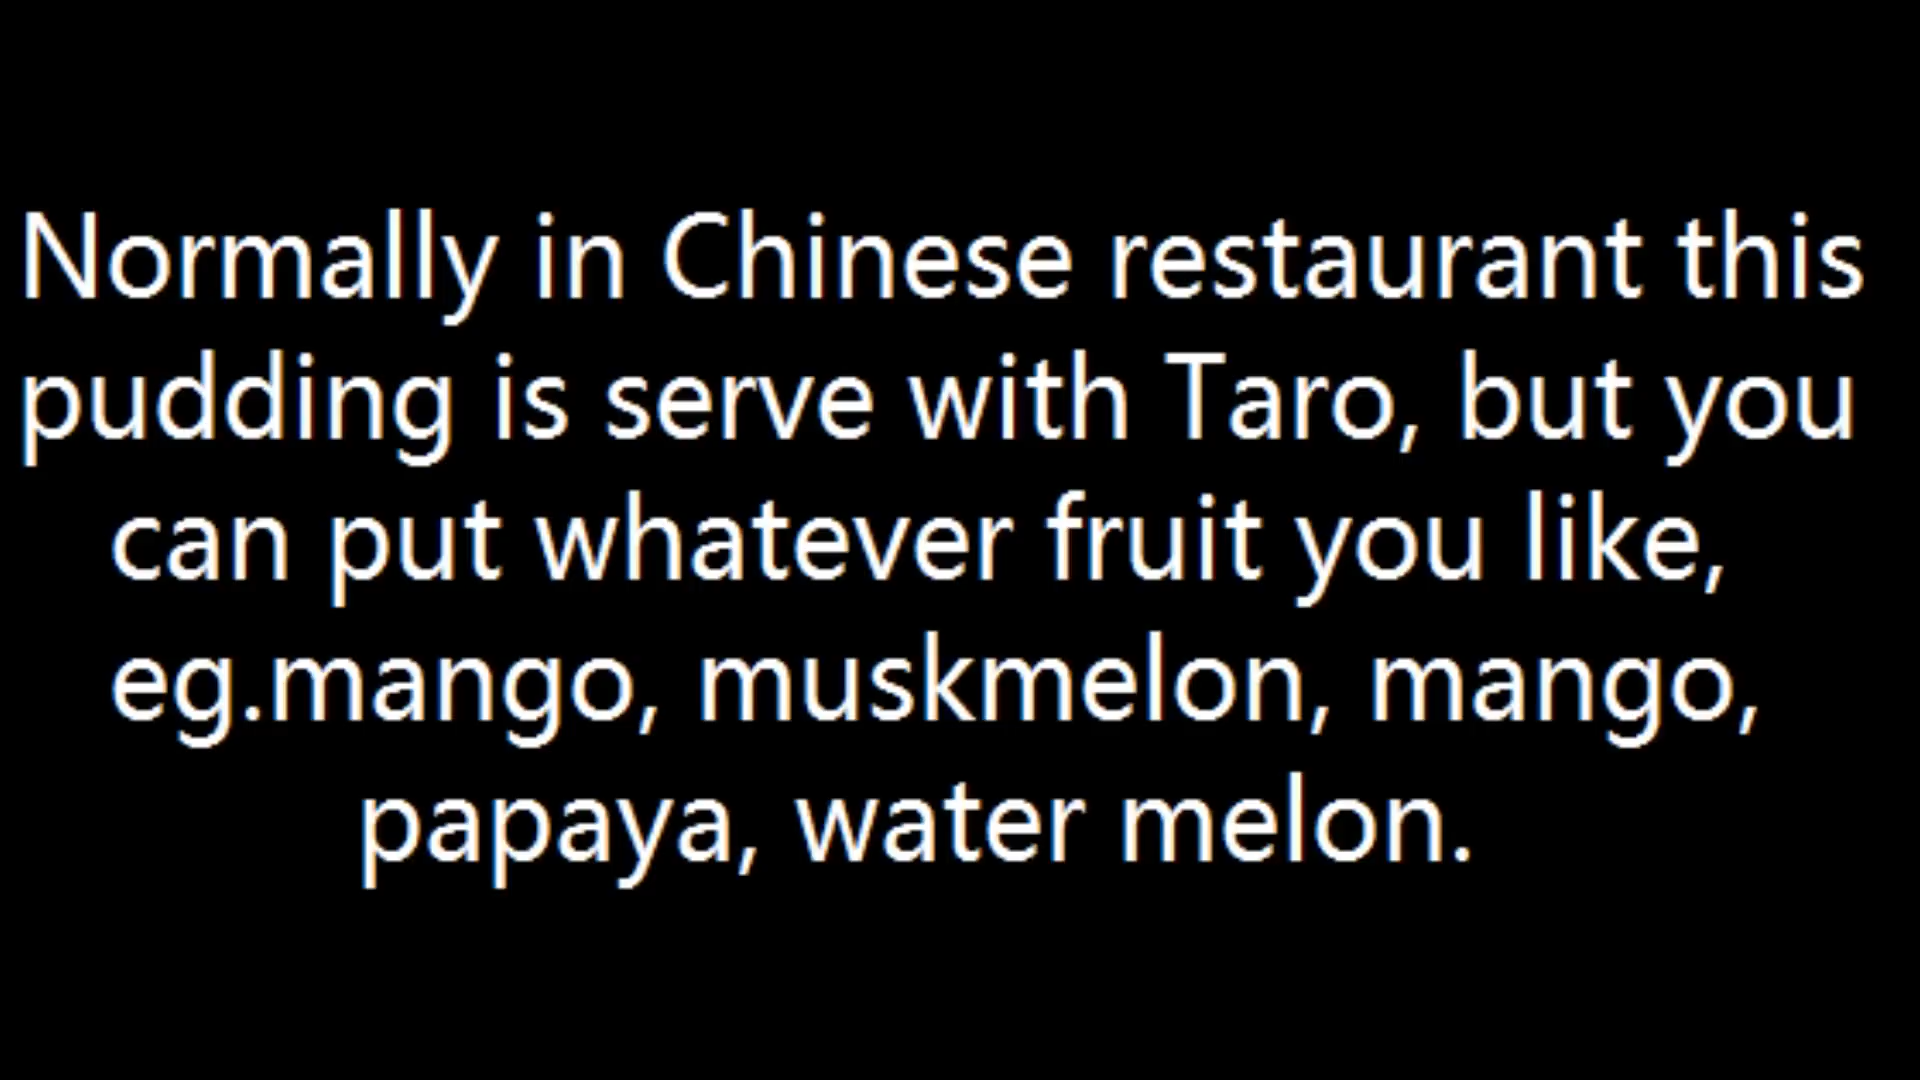 Normally in Chinese restaurant this
pudding is serve with Taro, but you
can put whatever fruit you like,
eg.mango, muskmelon, mango,
papaya, water melon.